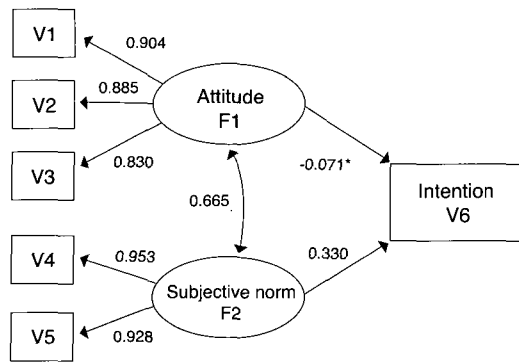 V1
0.904
V2
0.885
Attitude
F1
V3
0.830
-0.071*
0.665
Intention
V6
V4
0.953
Subjective norm
F2
0.330
V5
0.928